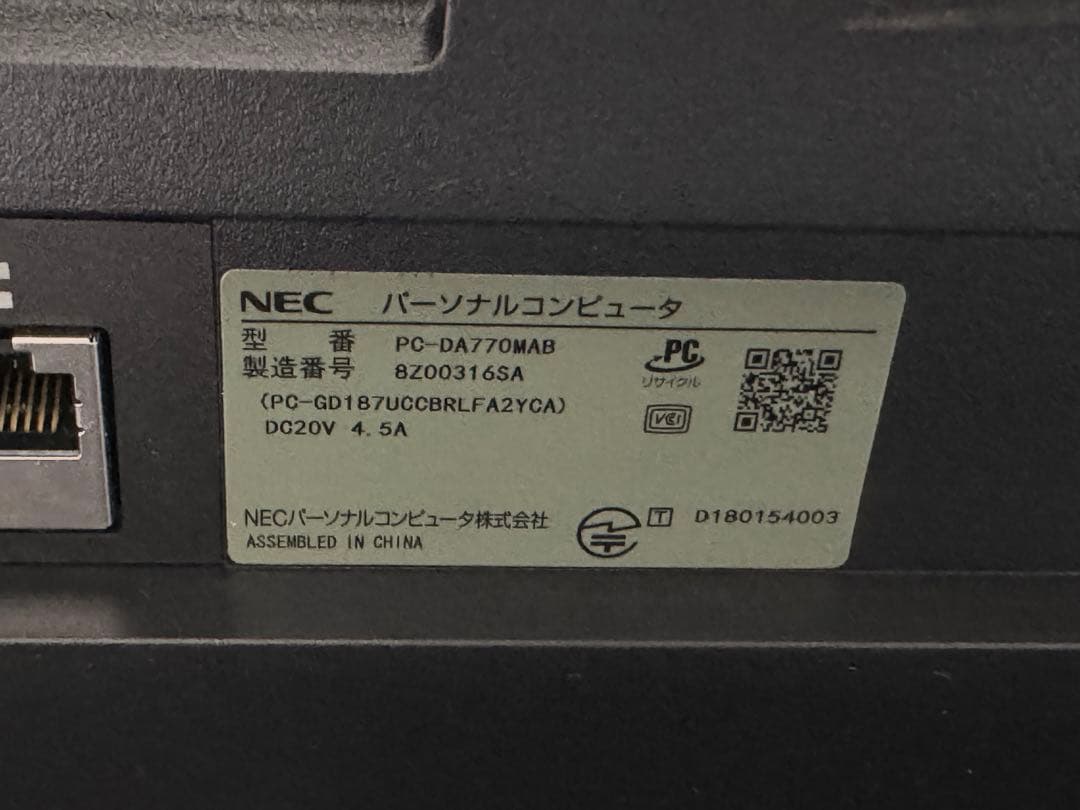 NEC パーソナルコンピュータ
型 番 PC-DA770MAB
製造番号 8Z00316SA
(PC-GD187UCCBRLFA2YCA)
DC20V 4.5A
PC
リサイクル
VCCI
NECパーソナルコンピュータ株式会社
ASSEMBLED IN CHINA
T D180154003